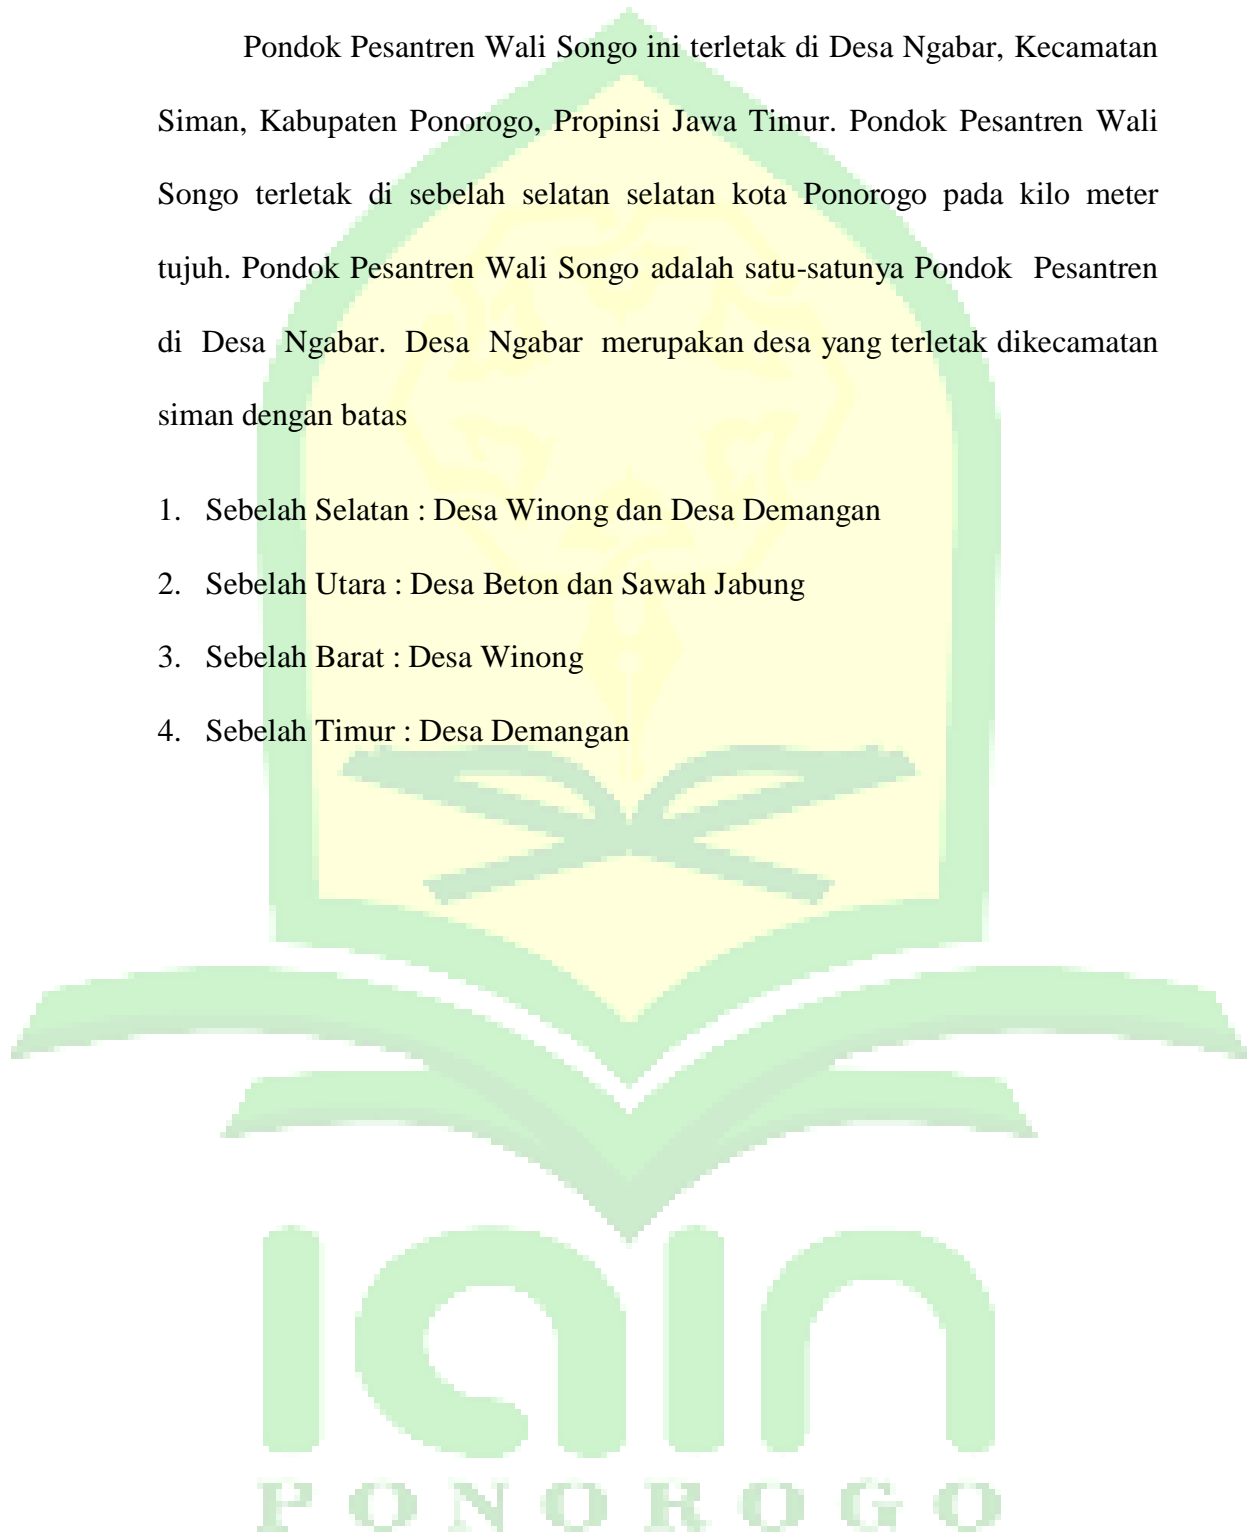 Pondok Pesantren Wali Songo ini terletak di Desa Ngabar, Kecamatan
Siman, Kabupaten Ponorogo, Propinsi Jawa Timur. Pondok Pesantren Wali
Songo terletak di sebelah selatan selatan kota Ponorogo pada kilo meter
tujuh. Pondok Pesantren Wali Songo adalah satu-satunya Pondok Pesantren
di Desa Ngabar. Desa Ngabar merupakan desa yang terletak dikecamatan
siman dengan batas
1. Sebelah Selatan : Desa Winong dan Desa Demangan
2. Sebelah Utara : Desa Beton dan Sawah Jabung
3. Sebelah Barat : Desa Winong
4. Sebelah Timur : Desa Demangan
IAIN
PONOROGO